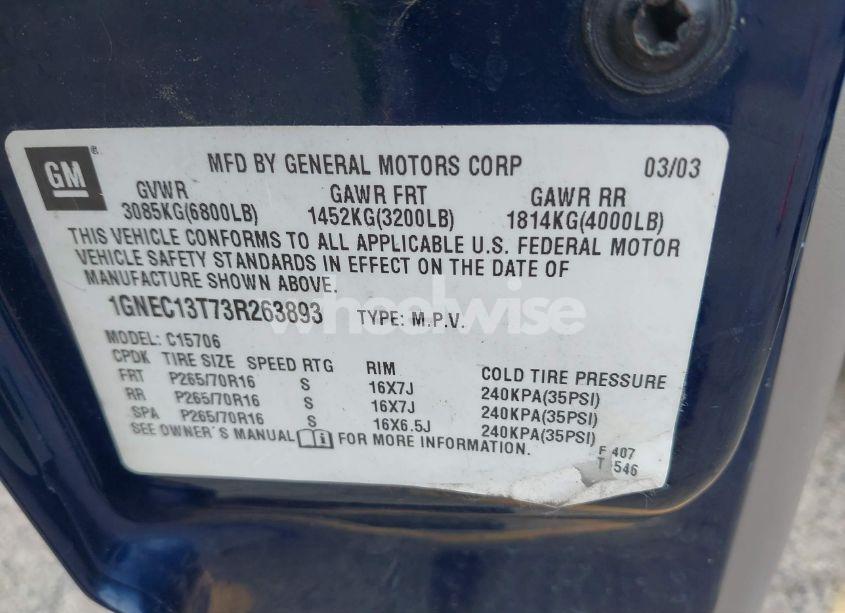 GM
MFD BY GENERAL MOTORS CORP 03/03
GVWR GAWR FRT GAWR RR
3085KG(6800LB) 1452KG(3200LB) 1814KG(4000LB)
THIS VEHICLE CONFORMS TO ALL APPLICABLE U.S. FEDERAL MOTOR
VEHICLE SAFETY STANDARDS IN EFFECT ON THE DATE OF
MANUFACTURE SHOWN ABOVE.
1GNEC13T73R263893 TYPE: M.P.V.
wheelwise
MODEL: C15706
CPDK TIRE SIZE SPEED RTG RIM COLD TIRE PRESSURE
FRT P265/70R16 S 16X7J 240KPA(35PSI)
RR P265/70R16 S 16X7J 240KPA(35PSI)
SPA P265/70R16 S 16X6.5J 240KPA(35PSI)
SEE OWNER'S MANUAL FOR MORE INFORMATION.
F 407
T 546